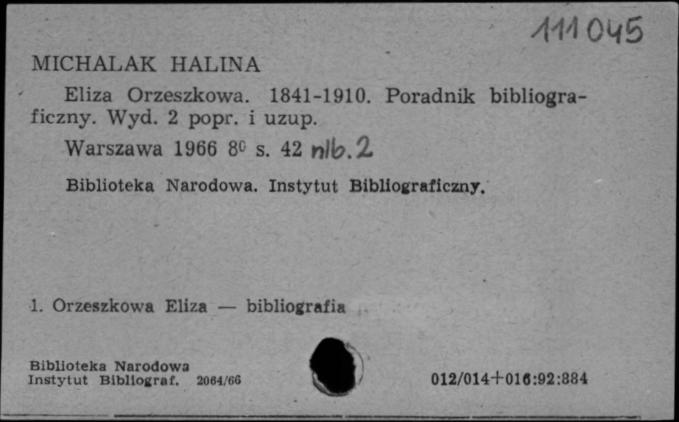 111045
MICHALAK HALINA
Eliza Orzeszkowa. 1841-1910. Poradnik bibliogra-
ficzny. Wyd. 2 popr. i uzup.
Warszawa 1966 8⁰ s. 42 nlb. 2
Biblioteka Narodowa. Instytut Bibliograficzny.
1. Orzeszkowa Eliza — bibliografia
Biblioteka Narodowa
Instytut Bibliograf. 2064/66
012/014+016:92:884